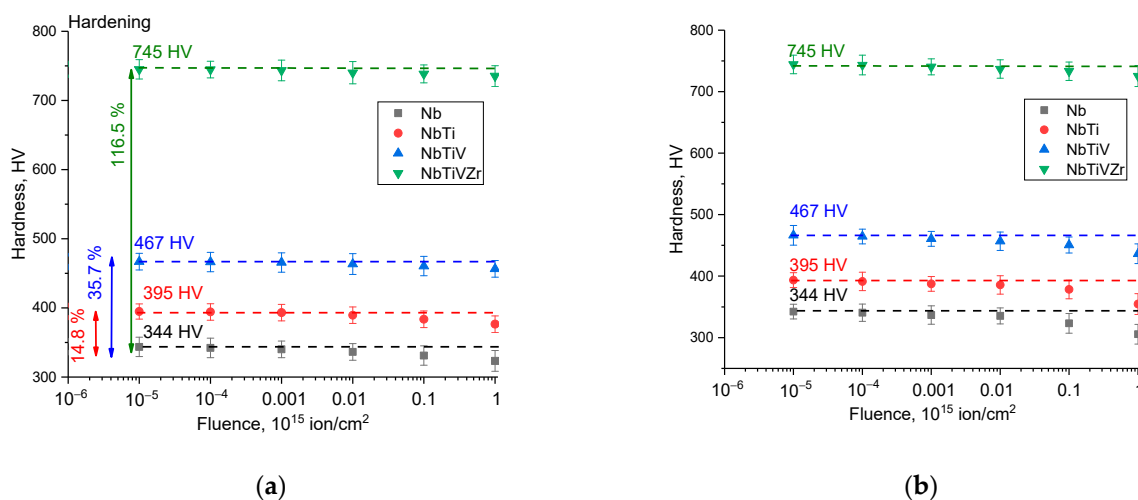 Hardening
800
700
600
500
400
300
Hardness, HV
745 HV
116.5 %
467 HV
35.7 %
395 HV
14.8 %
344 HV
Nb
NbTi
NbTiV
NbTiVZr
10⁻⁶
10⁻⁵
10⁻⁴
0.001
0.01
0.1
1
Fluence, 10¹⁵ ion/cm²
(a)
800
700
600
500
400
300
Hardness, HV
745 HV
467 HV
395 HV
344 HV
Nb
NbTi
NbTiV
NbTiVZr
10⁻⁶
10⁻⁵
10⁻⁴
0.001
0.01
0.1
1
Fluence, 10¹⁵ ion/cm²
(b)